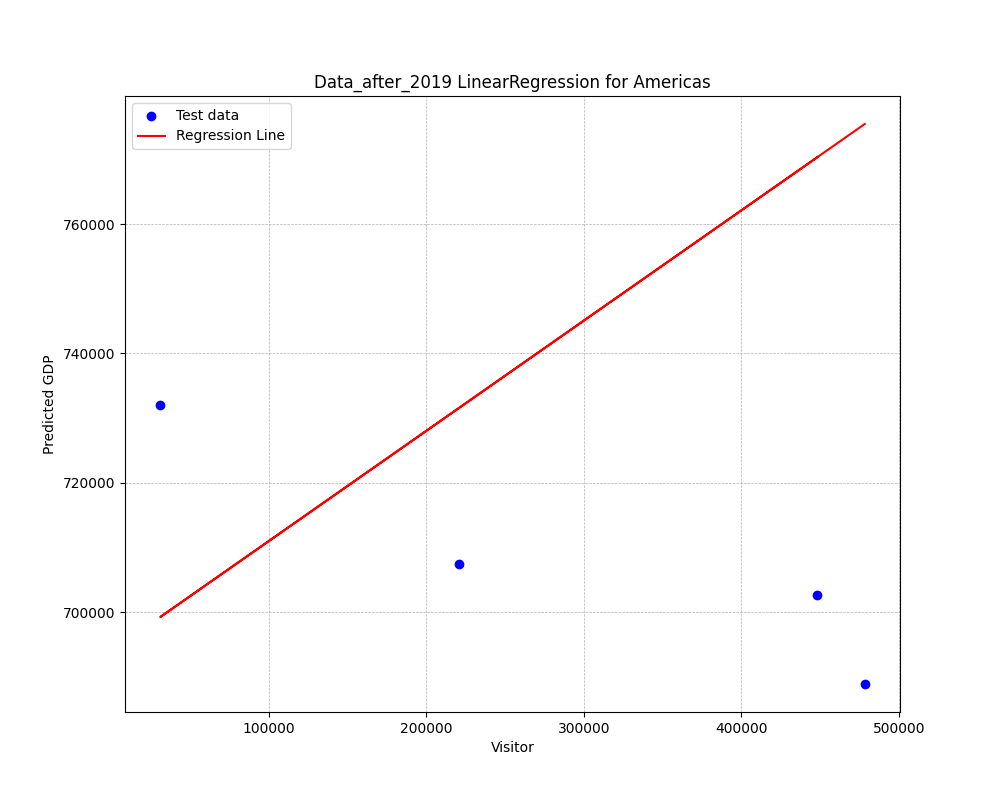 Data_after_2019 LinearRegression for Americas
Test data
Regression Line
760000
740000
720000
700000
Predicted GDP
100000
200000
300000
400000
500000
Visitor